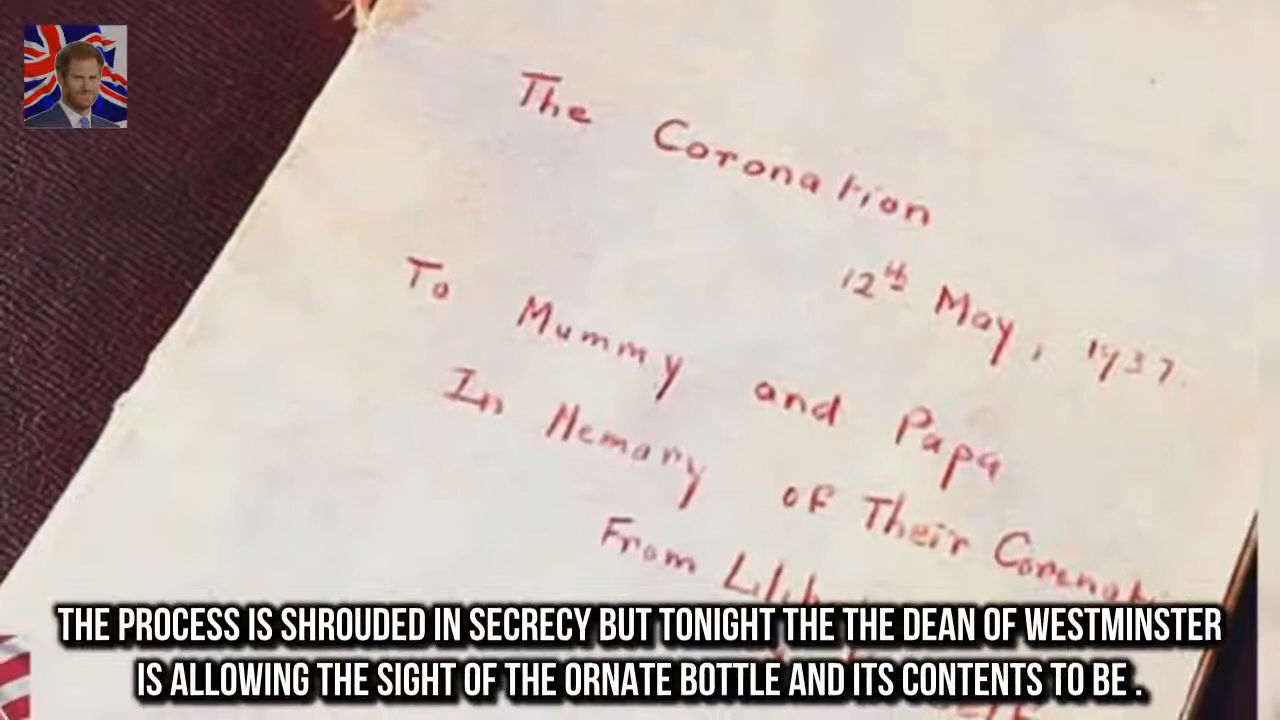 The Coronation
12th May, 1937.
To Mummy and Papa
In Memory of Their
From
THE PROCESS IS SHROUDED IN SECRECY BUT TONIGHT THE THE DEAN OF WESTMINSTER
IS ALLOWING THE SIGHT OF THE ORNATE BOTTLE AND ITS CONTENTS TO BE .